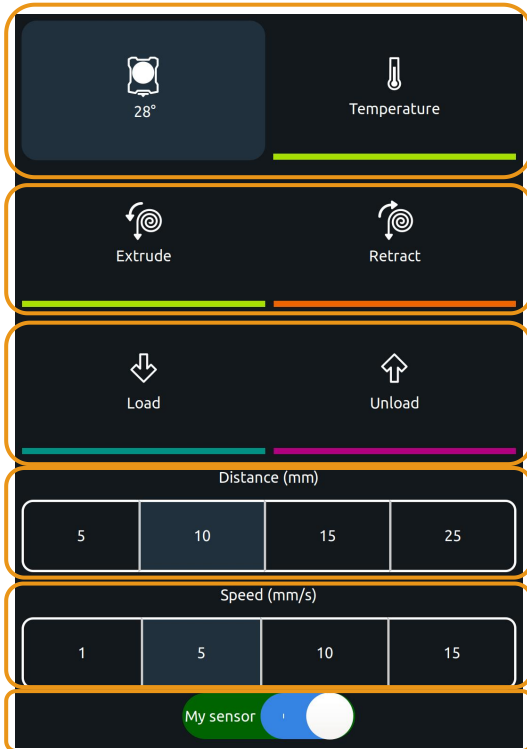 28°
Temperature
Extrude
Retract
Load
Unload
Distance (mm)
5 10 15 25
Speed (mm/s)
1 5 10 15
My sensor